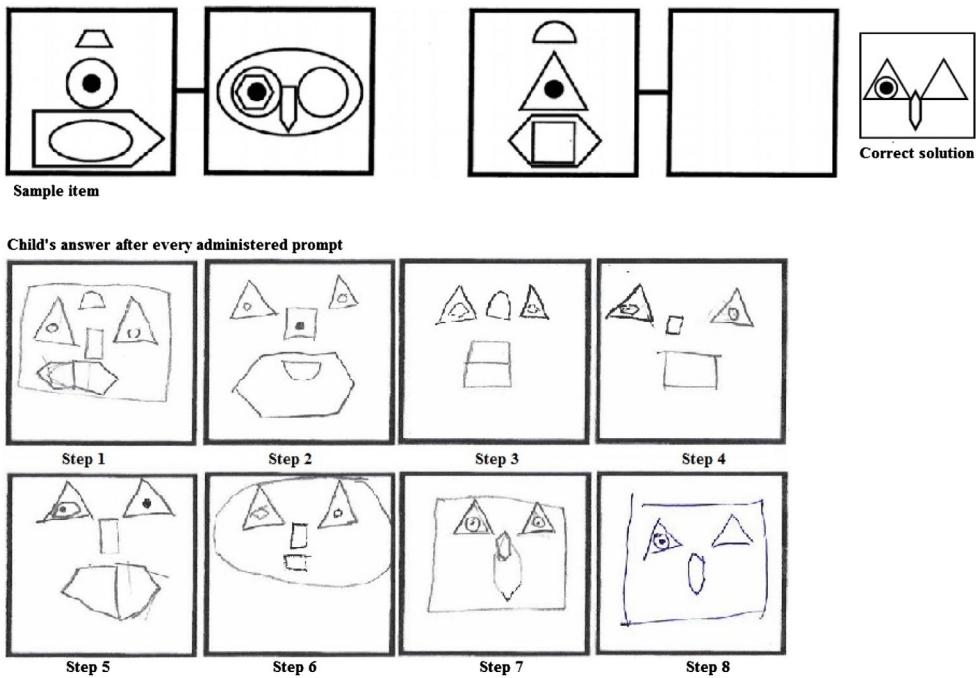 Correct solution
Sample item
Child's answer after every administered prompt
Step 1
Step 2
Step 3
Step 4
Step 5
Step 6
Step 7
Step 8